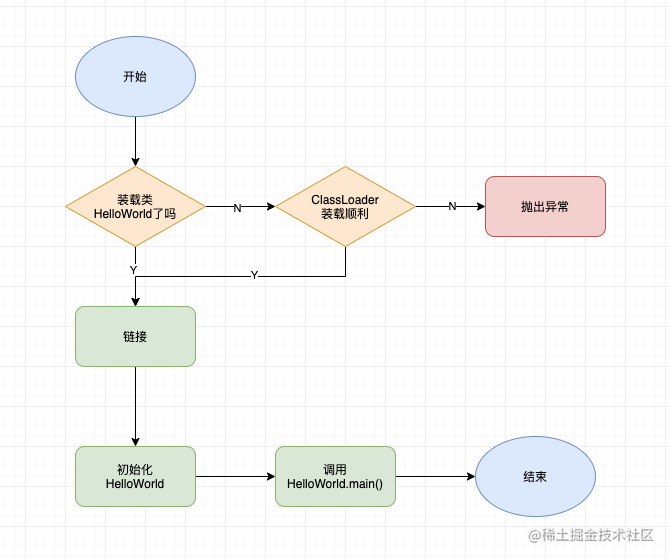 开始
装载类
HelloWorld了吗
N
ClassLoader
装载顺利
N
抛出异常
Y
Y
链接
初始化
HelloWorld
调用
HelloWorld.main()
结束
@稀土掘金技术社区